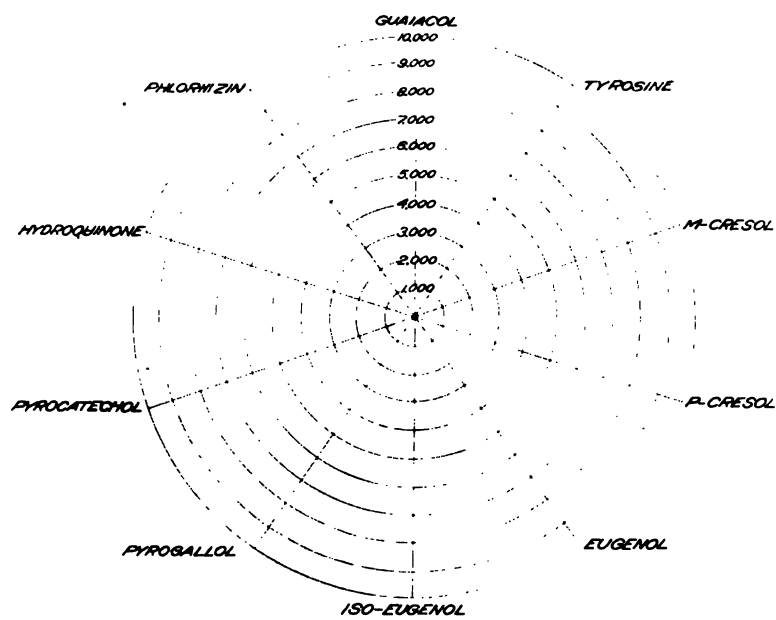 GUAIACOL
10,000
9,000
8,000
7,000
6,000
5,000
4,000
3,000
2,000
1,000
PHLORHIZIN
TYROSINE
HYDROQUINONE
M-CRESOL
PYROCATECHOL
P-CRESOL
PYROGALLOL
EUGENOL
ISO-EUGENOL